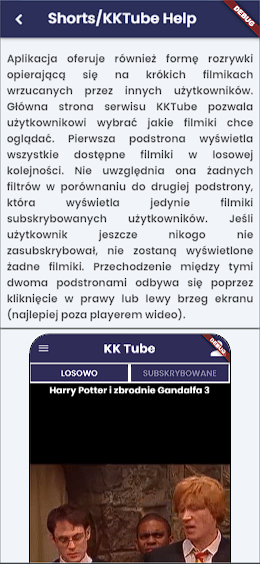 Shorts/KKTube Help
DEBUG
Aplikacja oferuje również formę rozrywki
opierającą się na krókich filmikach
wrzucanych przez innych użytkowników.
Główna strona serwisu KKTube pozwala
użytkownikomi wybrać jakie filmiki chce
oglądać. Pierwsza podstrona wyświetla
wszystkie dostępne filmiki w losowej
kolejności. Nie uwzględnia ona żadnych
filtrów w porównaniu do drugiej podstrony,
która wyświetla jedynie filmiki
subskrybowanych użytkowników. Jeśli
użytkownik jeszcze nikogo nie
zasubskrybował, nie zostaną wyświetlone
żadne filmiki. Przechodzenie między tymi
dwoma podstronami odbywa się poprzez
kliknięcie w prawy lub lewy brzeg ekranu
(najlepiej poza playerem wideo).
KK Tube
DEBUG
LOSOWO
SUBSKRYBOWANE
Harry Potter i zbrodnie Gandalfa 3